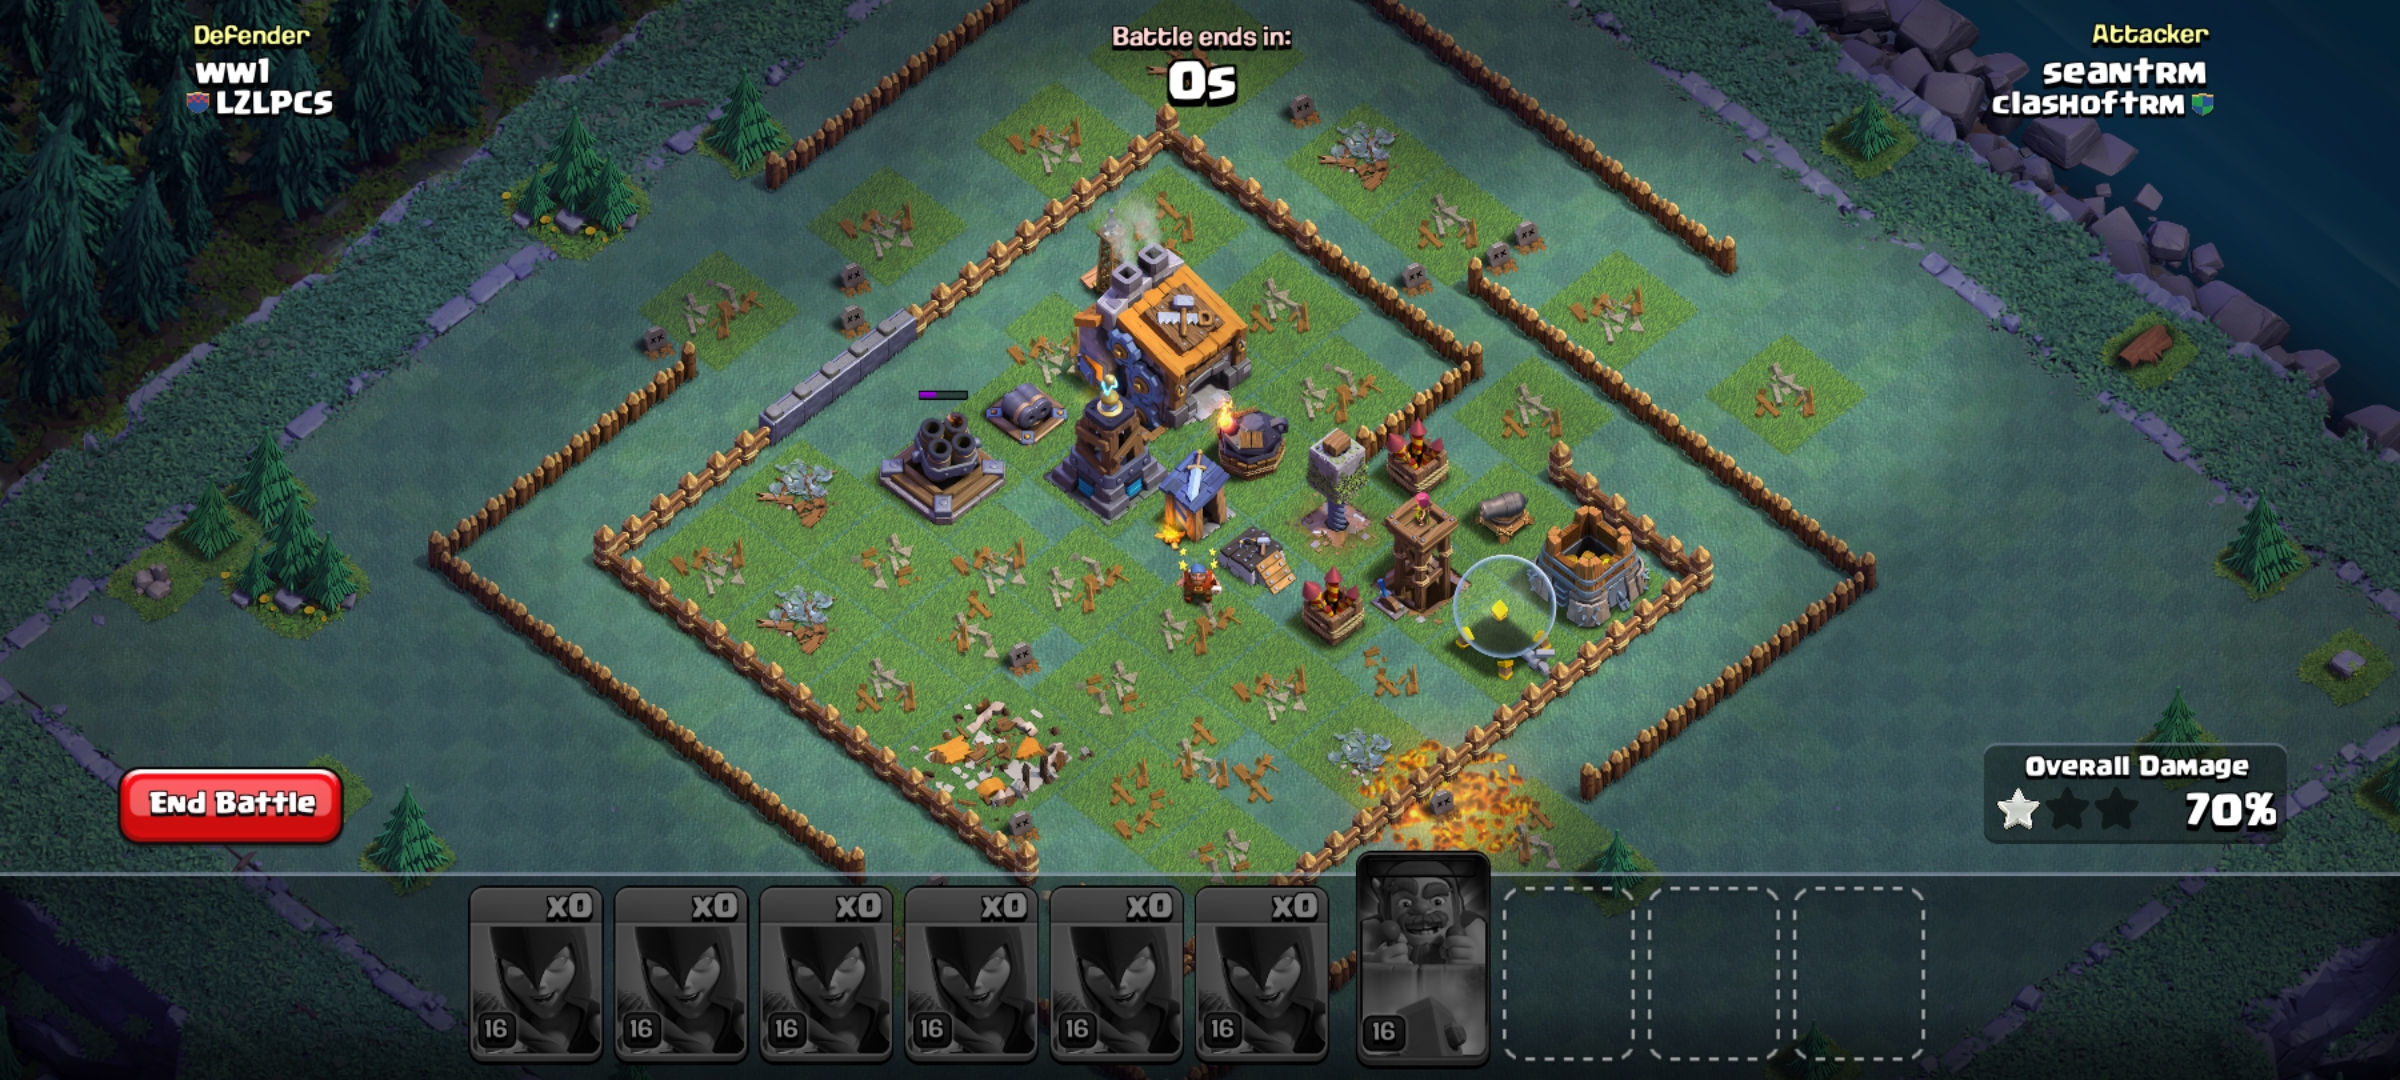 Defender
ww1
LZLPCS
Battle ends in:
0s
Attacker
seantRM
clashoftRM
End Battle
Overall Damage
70%
x0
x0
x0
x0
x0
x0
16
16
16
16
16
16
16